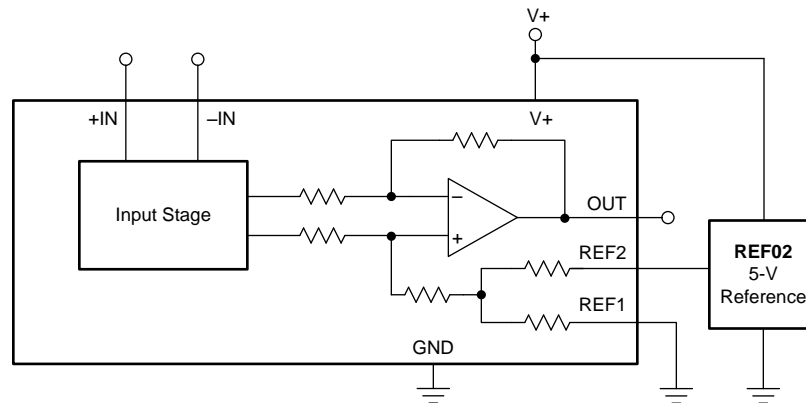 V+
+IN
–IN
V+
Input Stage
–
+
OUT
REF2
REF1
GND
REF02
5-V
Reference